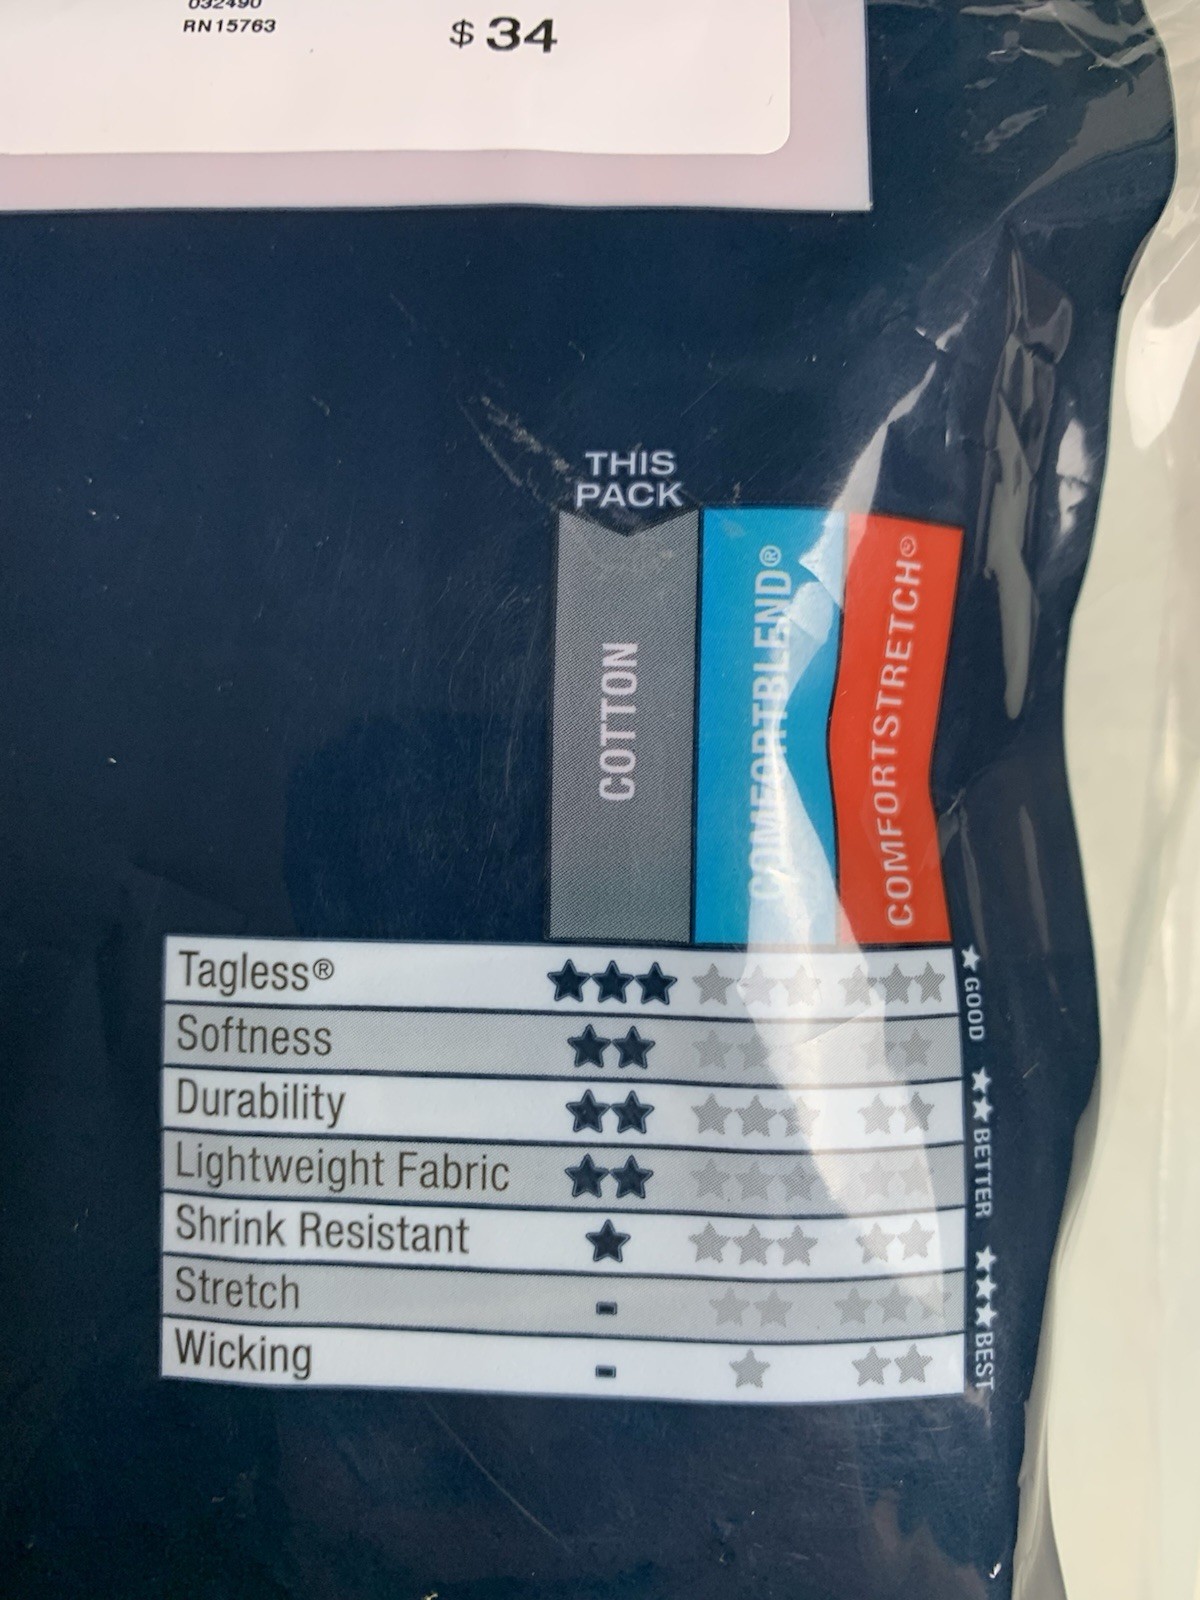 032490
RN15763
$ 34
THIS
PACK
COTTON
COMFORTBLEND®
COMFORTSTRETCH®
Tagless® ★★★ ★★★ ★★★
Softness ★★ ★★ ★★
Durability ★★ ★★★ ★★
Lightweight Fabric ★★ ★★★ ★★
Shrink Resistant ★ ★★★ ★★
Stretch - ★★ ★★★
Wicking - ★ ★★
★GOOD ★★BETTER ★★★BEST